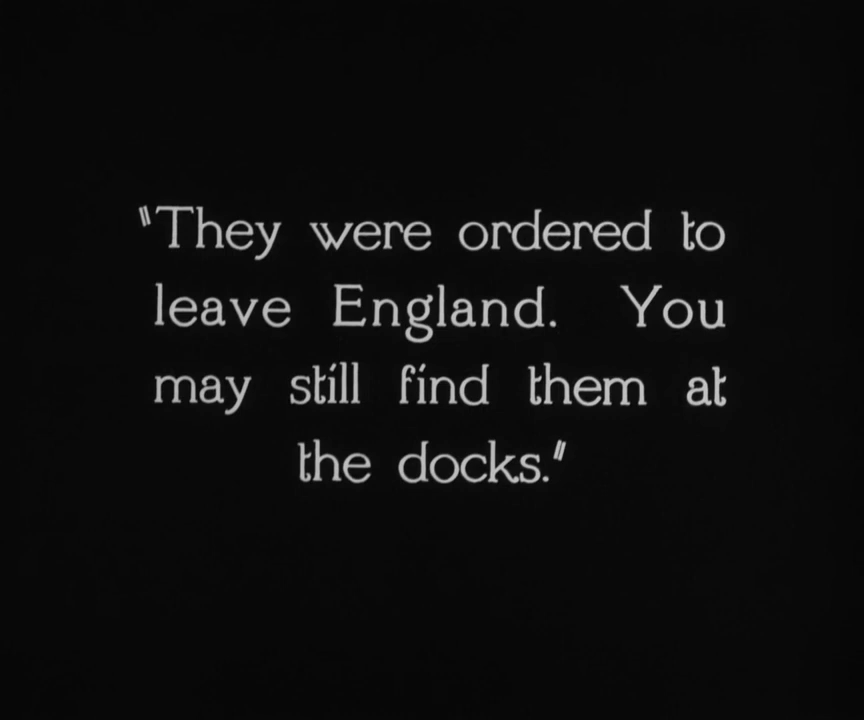 "They were ordered to
leave England. You
may still find them at
the docks."